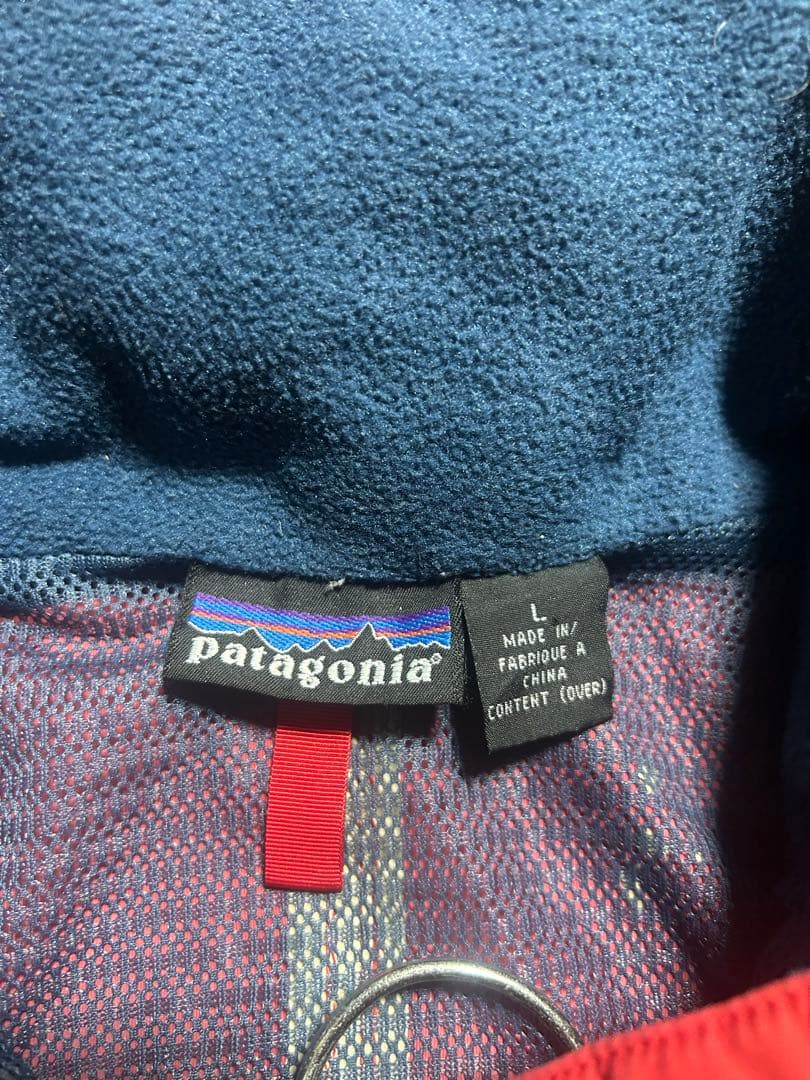 patagonia®
L
MADE IN/
FABRIQUE A
CHINA
CONTENT (OVER)